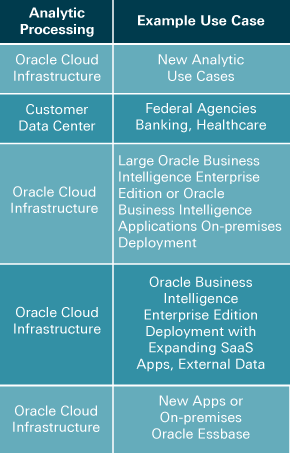 Analytic Processing
Example Use Case
Oracle Cloud
Infrastructure
New Analytic
Use Cases
Customer
Data Center
Federal Agencies
Banking, Healthcare
Oracle Cloud
Infrastructure
Large Oracle Business
Intelligence Enterprise
Edition or Oracle
Business Intelligence
Applications On-premises
Deployment
Oracle Cloud
Infrastructure
Oracle Business
Intelligence
Enterprise Edition
Deployment with
Expanding SaaS
Apps, External Data
Oracle Cloud
Infrastructure
New Apps or
On-premises
Oracle Essbase